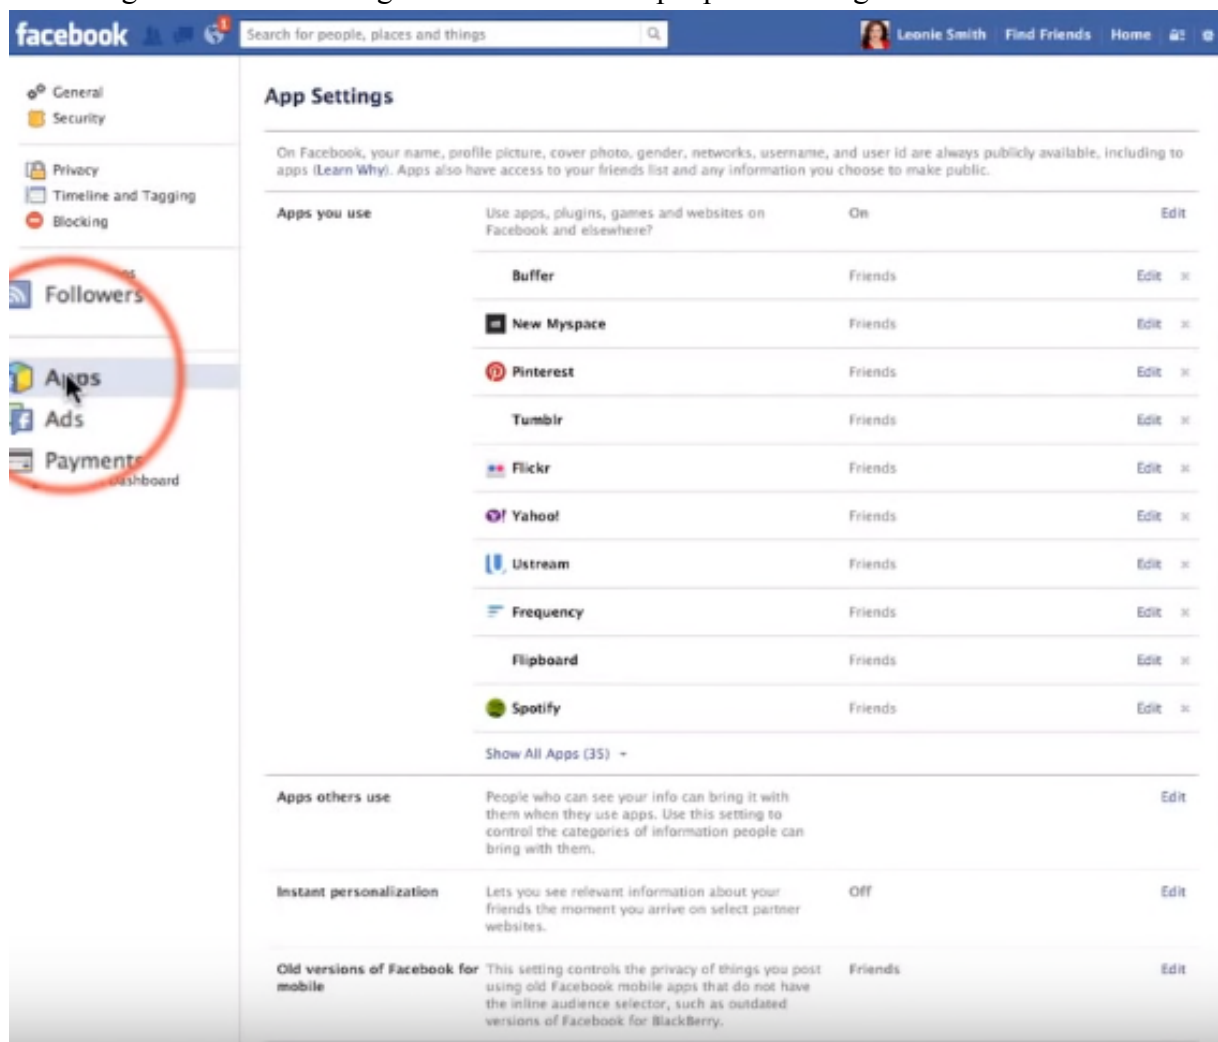 facebook
1
Search for people, places and things
Leonie Smith Find Friends Home
General
Security
Privacy
Timeline and Tagging
Blocking
Followers
Apps
Ads
Payments
Dashboard
App Settings
On Facebook, your name, profile picture, cover photo, gender, networks, username, and user id are always publicly available, including to
apps (Learn Why). Apps also have access to your friends list and any information you choose to make public.
Apps you use
Use apps, plugins, games and websites on
Facebook and elsewhere?
On
Edit
Buffer Friends Edit ×
New Myspace Friends Edit ×
Pinterest Friends Edit ×
Tumblr Friends Edit ×
Flickr Friends Edit ×
Yahoo! Friends Edit ×
Ustream Friends Edit ×
Frequency Friends Edit ×
Flipboard Friends Edit ×
Spotify Friends Edit ×
Show All Apps (35)
Apps others use
People who can see your info can bring it with
them when they use apps. Use this setting to
control the categories of information people can
bring with them.
Edit
Instant personalization
Lets you see relevant information about your
friends the moment you arrive on select partner
websites.
Off
Edit
Old versions of Facebook for
mobile
This setting controls the privacy of things you post
using old Facebook mobile apps that do not have
the inline audience selector, such as outdated
versions of Facebook for BlackBerry.
Friends
Edit